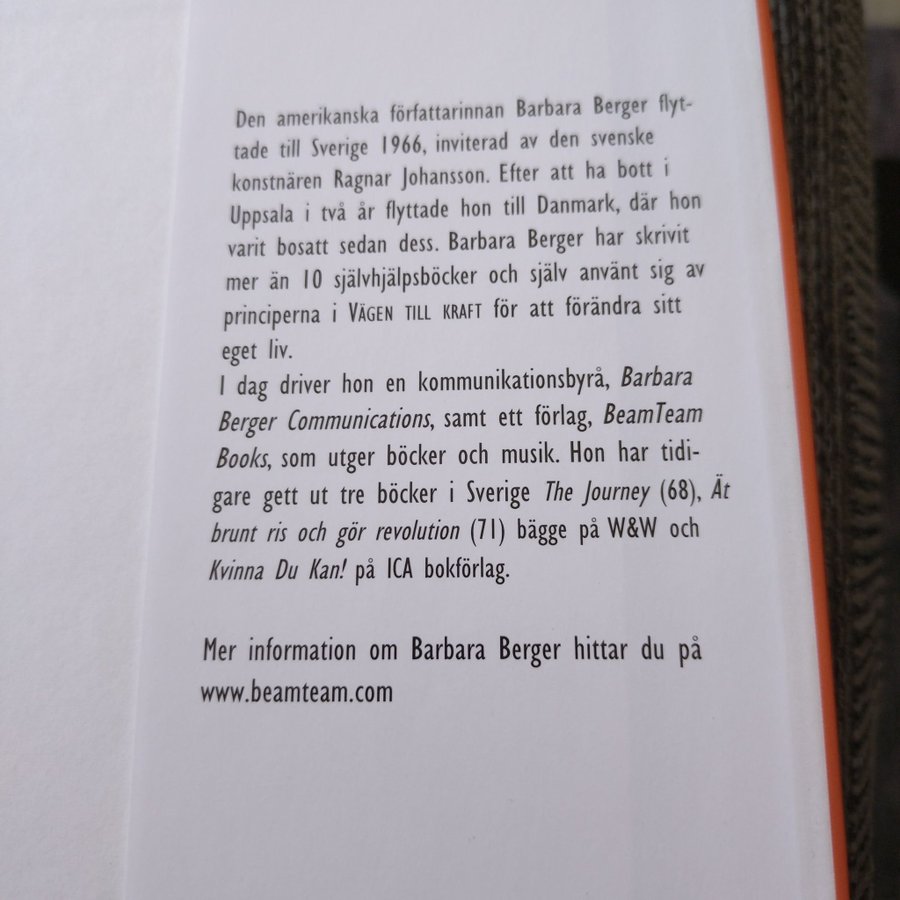 Den amerikanska författarinnan Barbara Berger flyt-
tade till Sverige 1966, inviterad av den svenske
konstnären Ragnar Johansson. Efter att ha bott i
Uppsala i två år flyttade hon till Danmark, där hon
varit bosatt sedan dess. Barbara Berger har skrivit
mer än 10 självhjälpsböcker och själv använt sig av
principerna i VÄGEN TILL KRAFT för att förändra sitt
eget liv.
I dag driver hon en kommunikationsbyrå, Barbara
Berger Communications, samt ett förlag, BeamTeam
Books, som utger böcker och musik. Hon har tidi-
gare gett ut tre böcker i Sverige The Journey (68), Ät
brunt ris och gör revolution (71) bägge på W&W och
Kvinna Du Kan! på ICA bokförlag.
Mer information om Barbara Berger hittar du på
www.beamteam.com